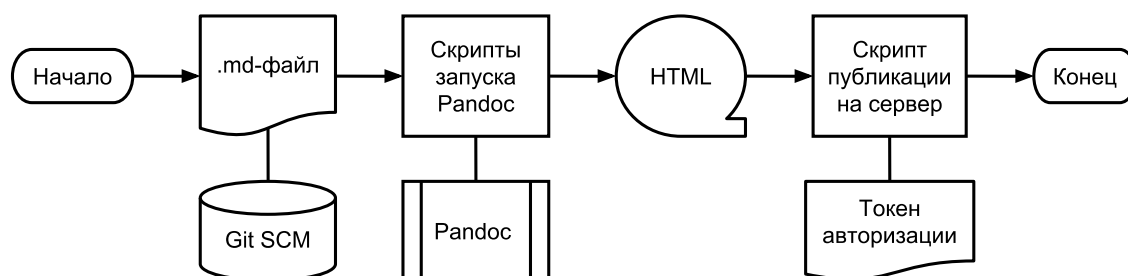 Начало
.md-файл
Скрипты
запуска
Pandoc
HTML
Скрипт
публикации
на сервер
Конец
Git SCM
Pandoc
Токен
авторизации